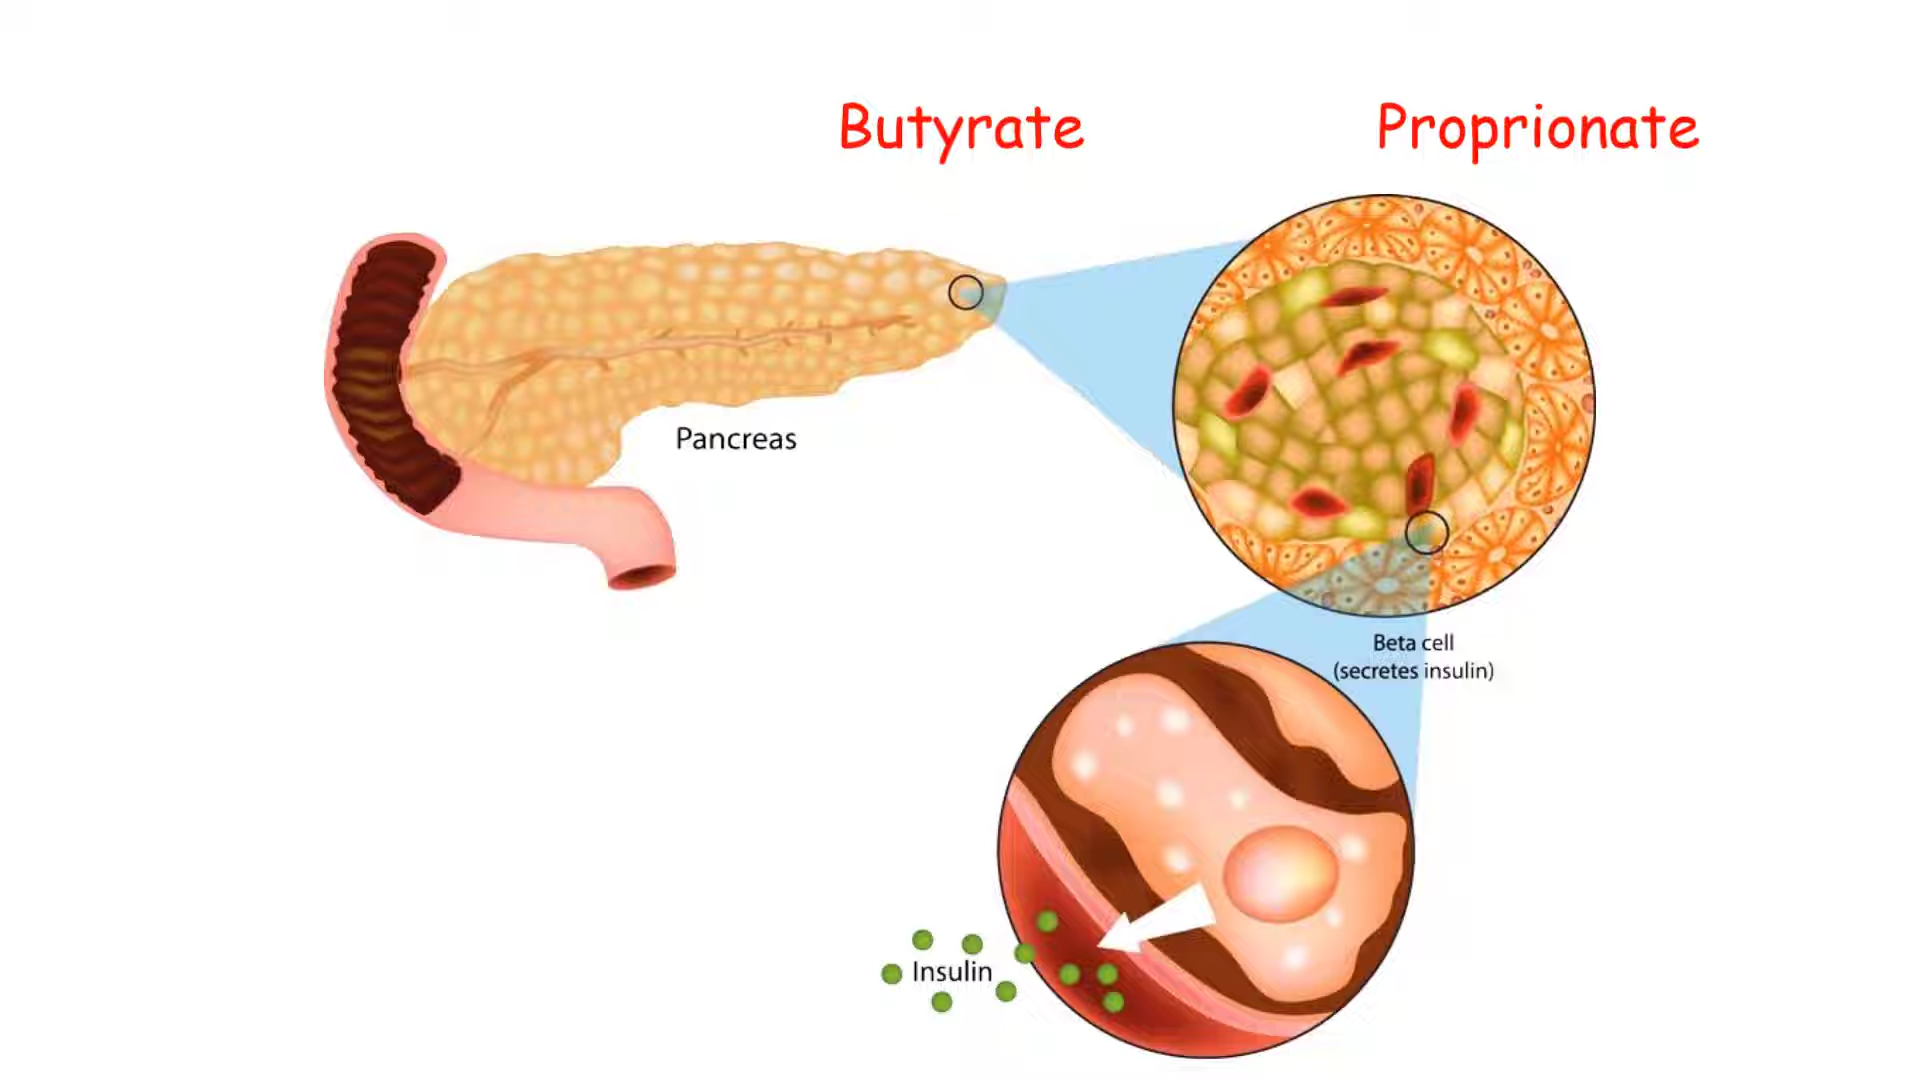 Butyrate
Proprionate
Pancreas
Beta cell
(secretes insulin)
Insulin